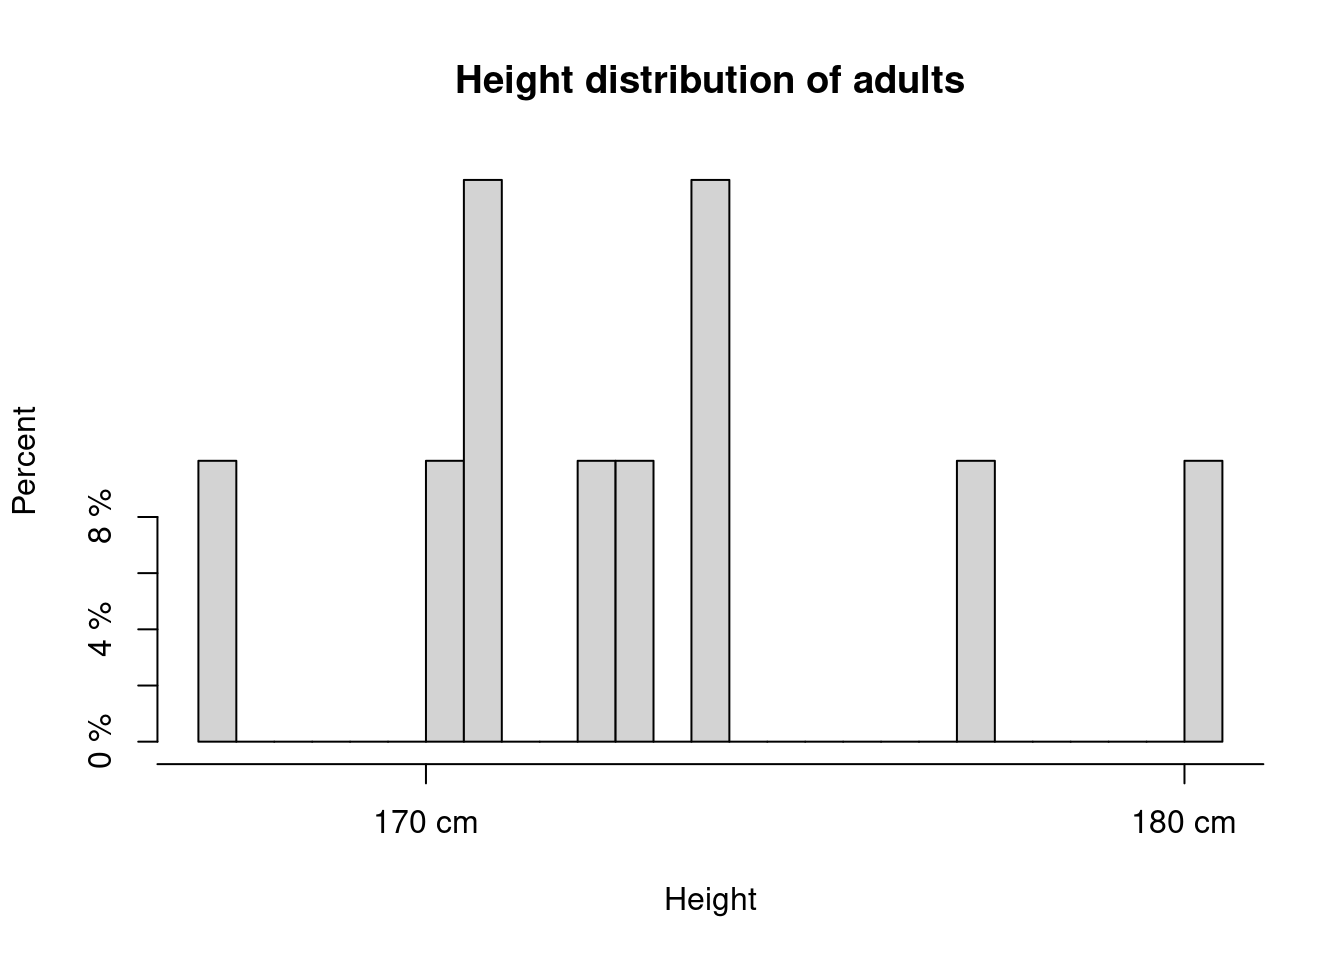 Height distribution of adults
Percent
8 %
4 %
0 %
170 cm
180 cm
Height